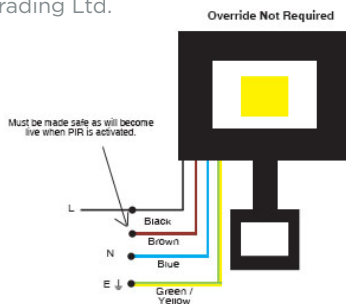 rading Ltd.
Override Not Required
Must be made safe as will become
live when PIR is activated.
L
Black
Brown
N
Blue
E
Green /
Yellow